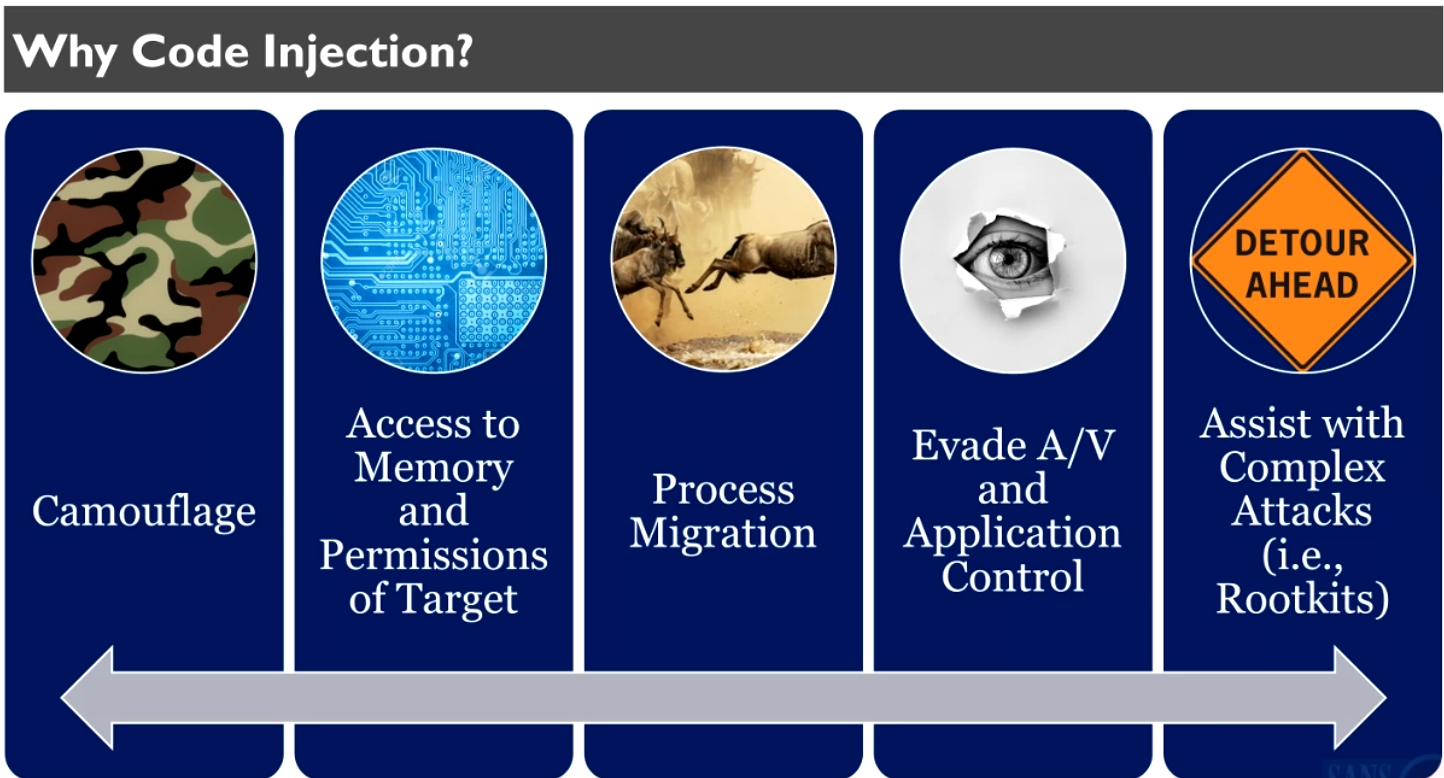 Why Code Injection?
Camouflage
Access to
Memory
and
Permissions
of Target
Process
Migration
Evade A/V
and
Application
Control
DETOUR
AHEAD
Assist with
Complex
Attacks
(i.e.,
Rootkits)
SANS